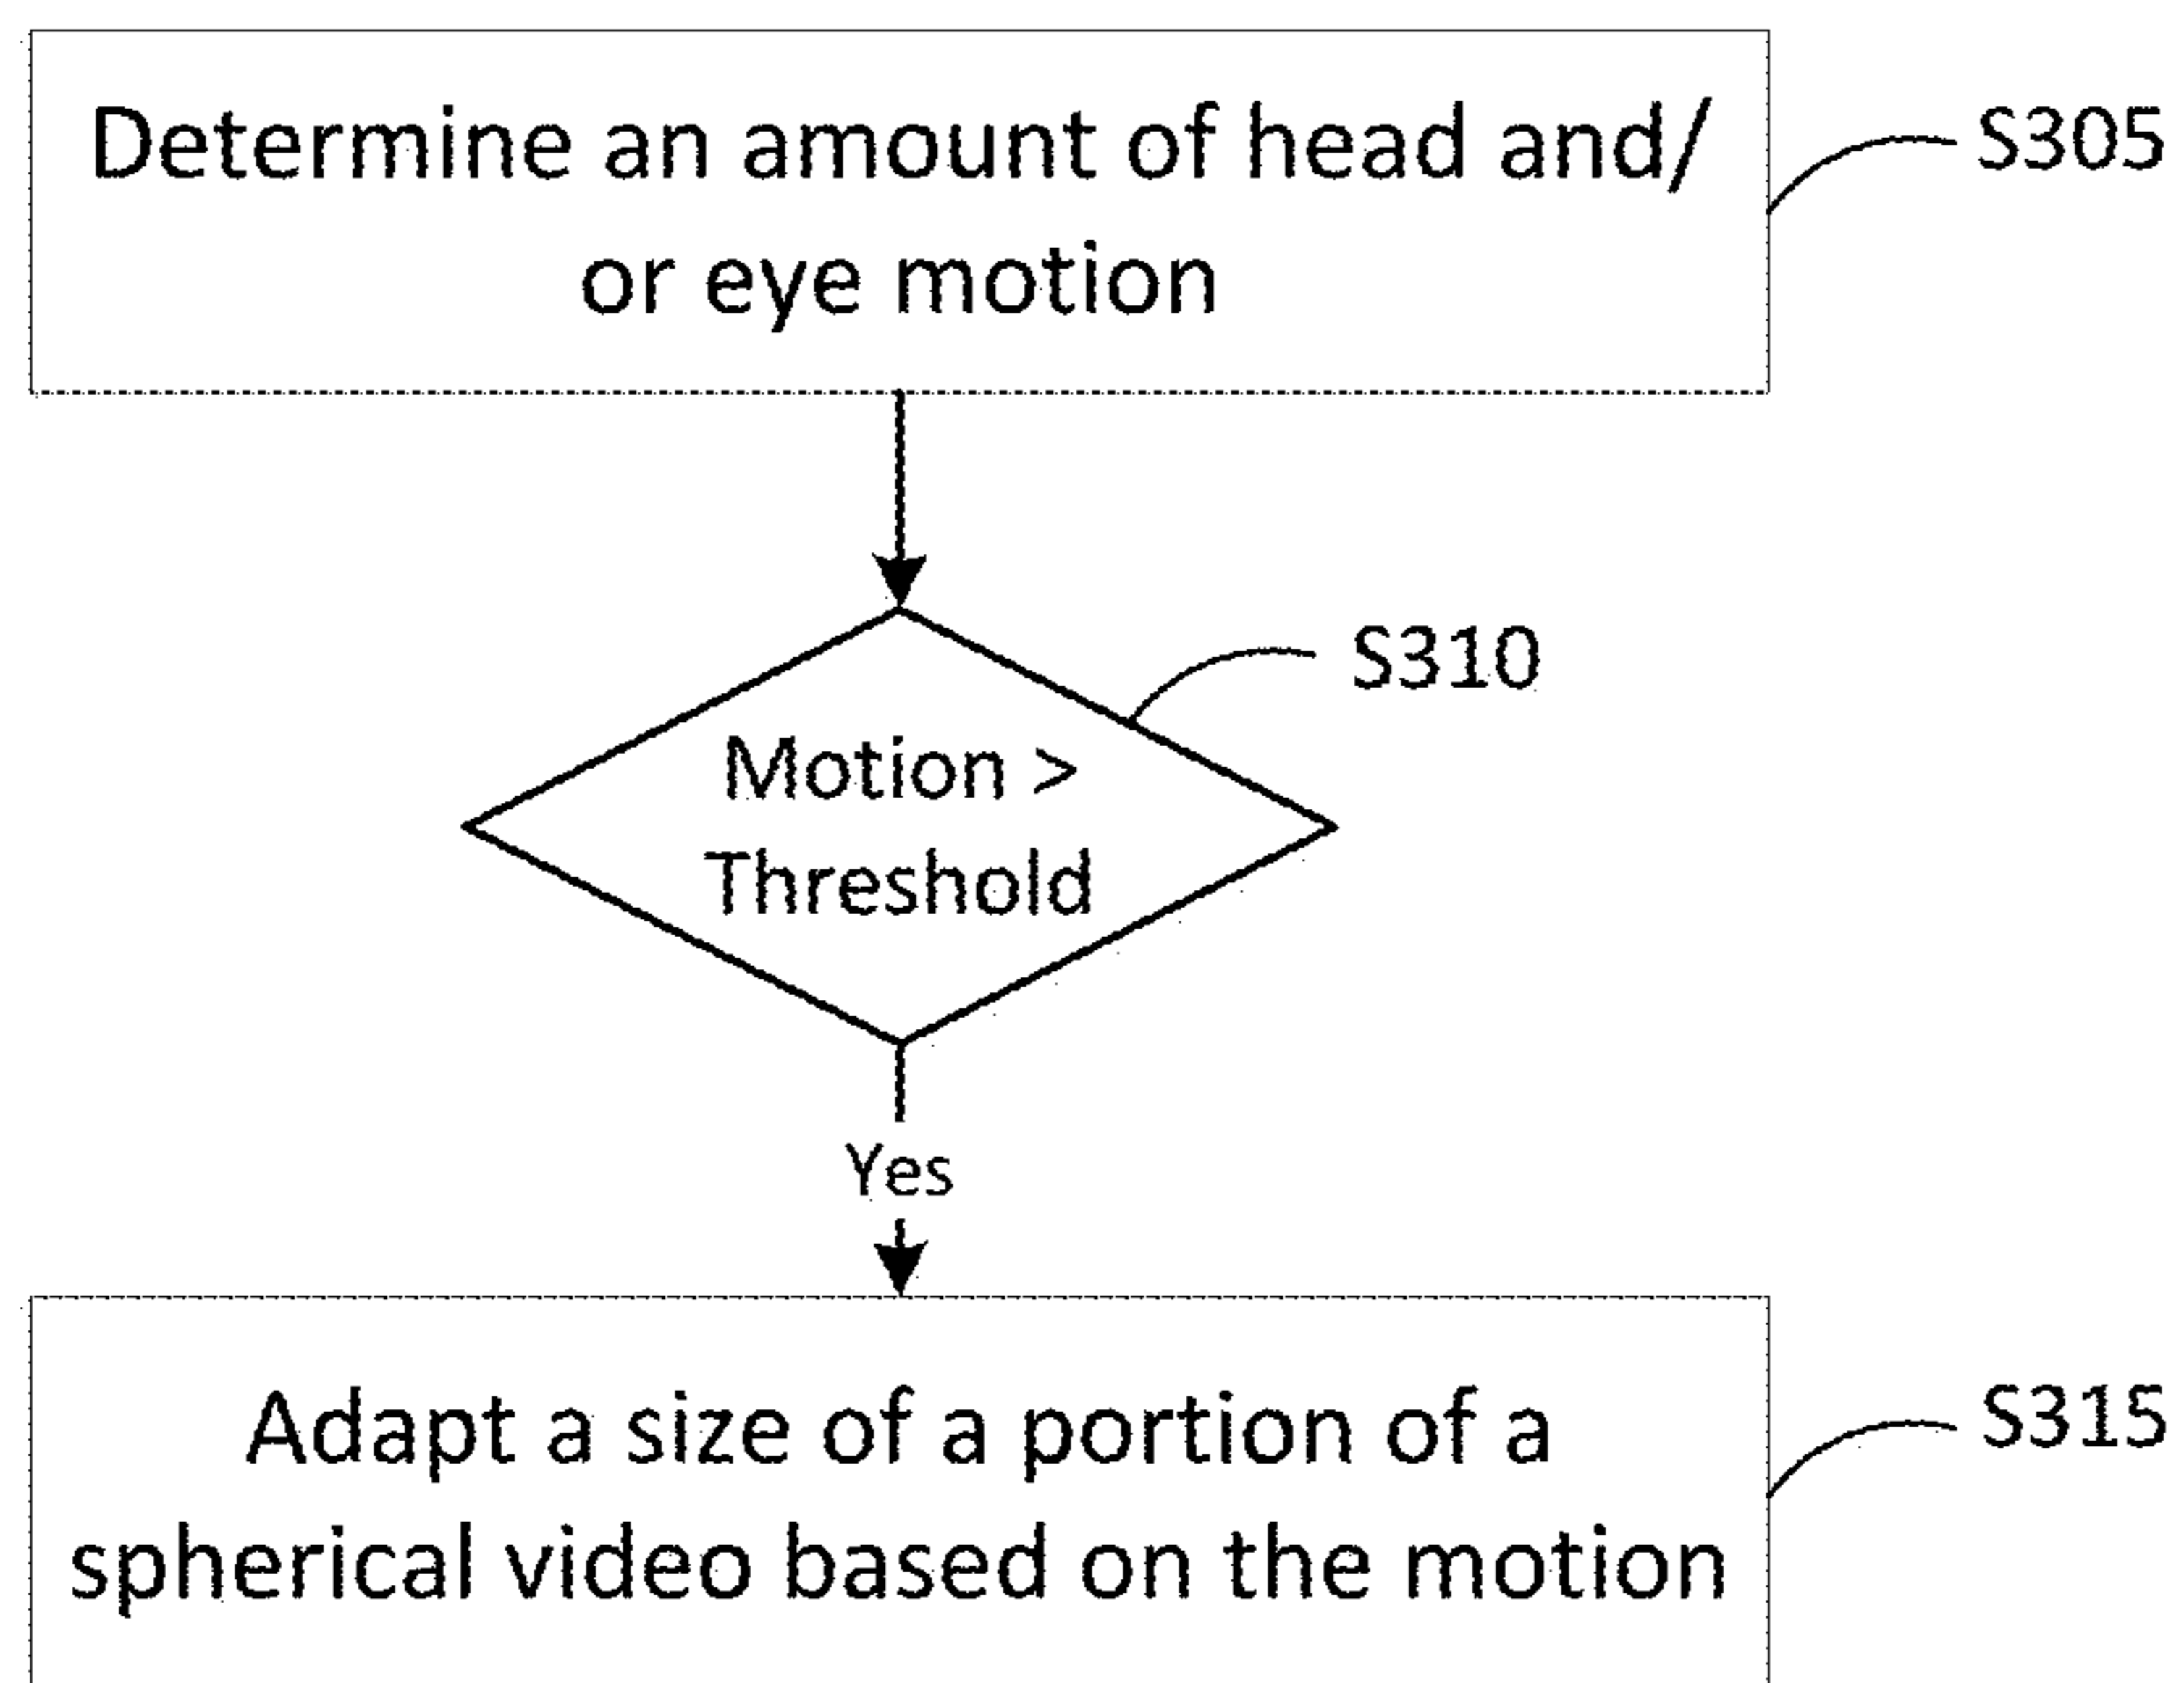 Determine an amount of head and/
or eye motion
S305
S310
Motion >
Threshold
Yes
Adapt a size of a portion of a
spherical video based on the motion
S315